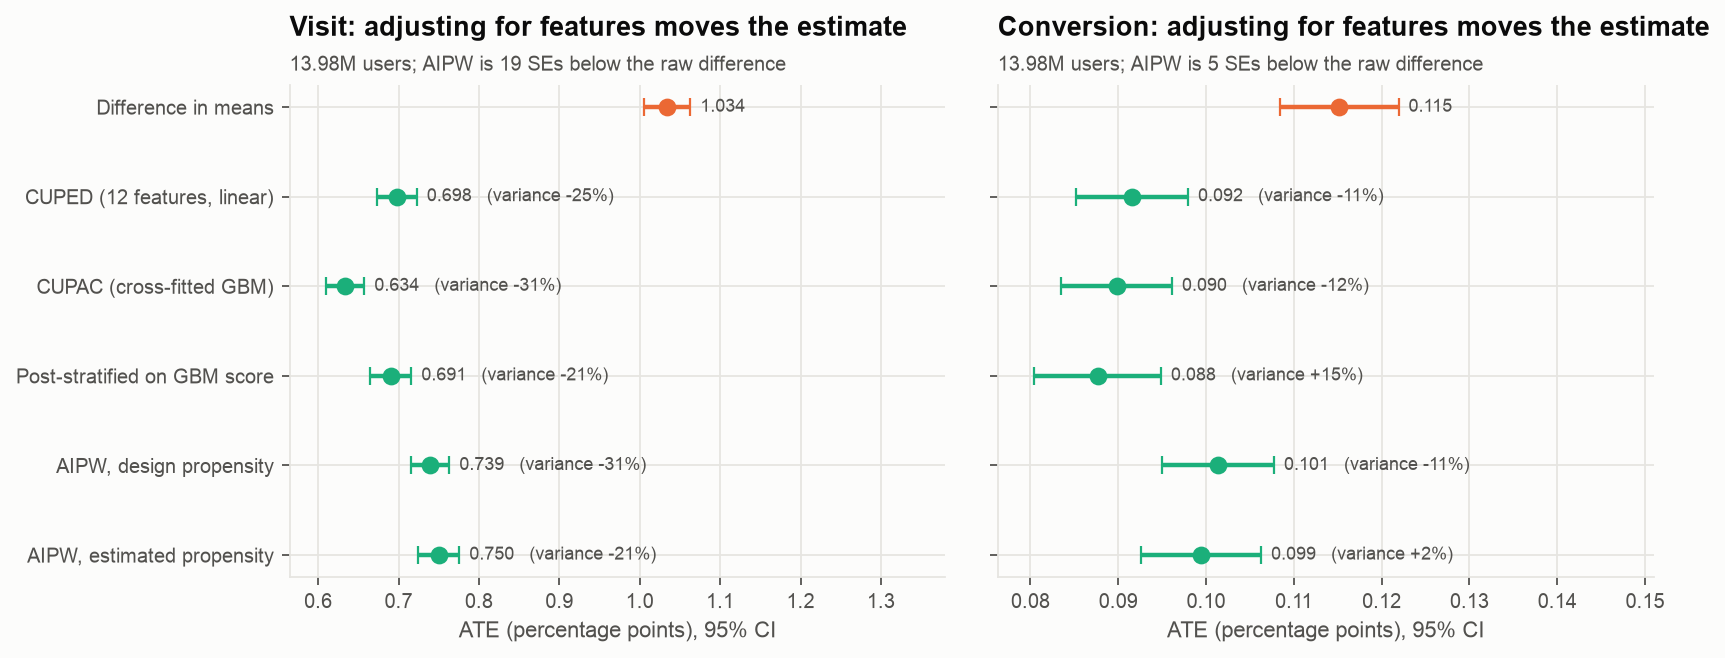 Visit: adjusting for features moves the estimate
13.98M users; AIPW is 19 SEs below the raw difference
Difference in means
1.034
CUPED (12 features, linear)
0.698 (variance -25%)
CUPAC (cross-fitted GBM)
0.634 (variance -31%)
Post-stratified on GBM score
0.691 (variance -21%)
AIPW, design propensity
0.739 (variance -31%)
AIPW, estimated propensity
0.750 (variance -21%)
0.6 0.7 0.8 0.9 1.0 1.1 1.2 1.3
ATE (percentage points), 95% CI
Conversion: adjusting for features moves the estimate
13.98M users; AIPW is 5 SEs below the raw difference
0.115
0.092 (variance -11%)
0.090 (variance -12%)
0.088 (variance +15%)
0.101 (variance -11%)
0.099 (variance +2%)
0.08 0.09 0.10 0.11 0.12 0.13 0.14 0.15
ATE (percentage points), 95% CI